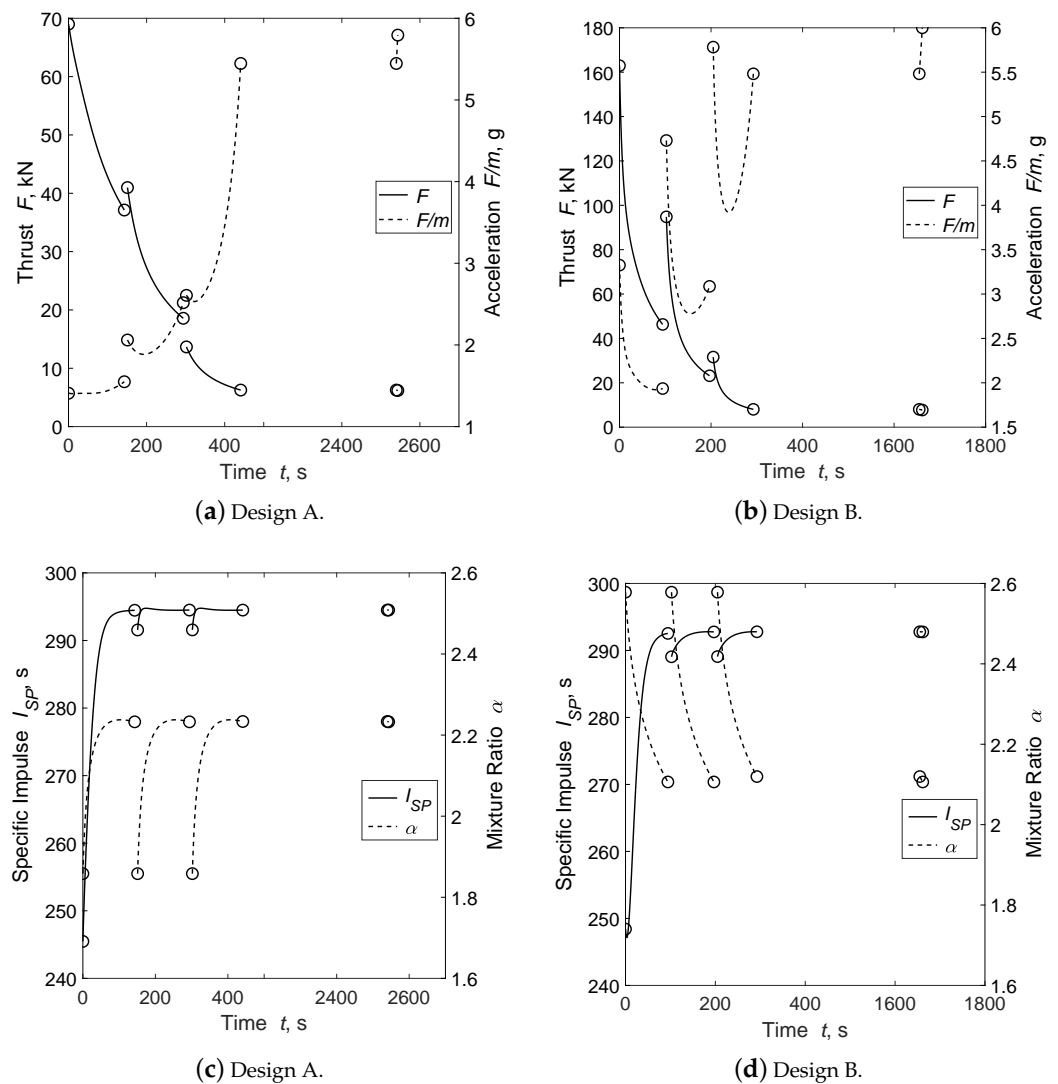 70
60
50
40
30
20
10
0
Thrust F, kN
6
5
4
3
2
1
Acceleration F/m, g
F
F/m
0 200 400 2400 2600
Time t, s
(a) Design A.
180
160
140
120
100
80
60
40
20
0
Thrust F, kN
6
5.5
5
4.5
4
3.5
3
2.5
2
1.5
Acceleration F/m, g
F
F/m
0 200 400 1600 1800
Time t, s
(b) Design B.
300
290
280
270
260
250
240
Specific Impulse I_SP, s
2.6
2.4
2.2
2
1.8
1.6
Mixture Ratio α
I_SP
α
0 200 400 2400 2600
Time t, s
(c) Design A.
300
290
280
270
260
250
240
Specific Impulse I_SP, s
2.6
2.4
2.2
2
1.8
1.6
Mixture Ratio α
I_SP
α
0 200 400 1600 1800
Time t, s
(d) Design B.